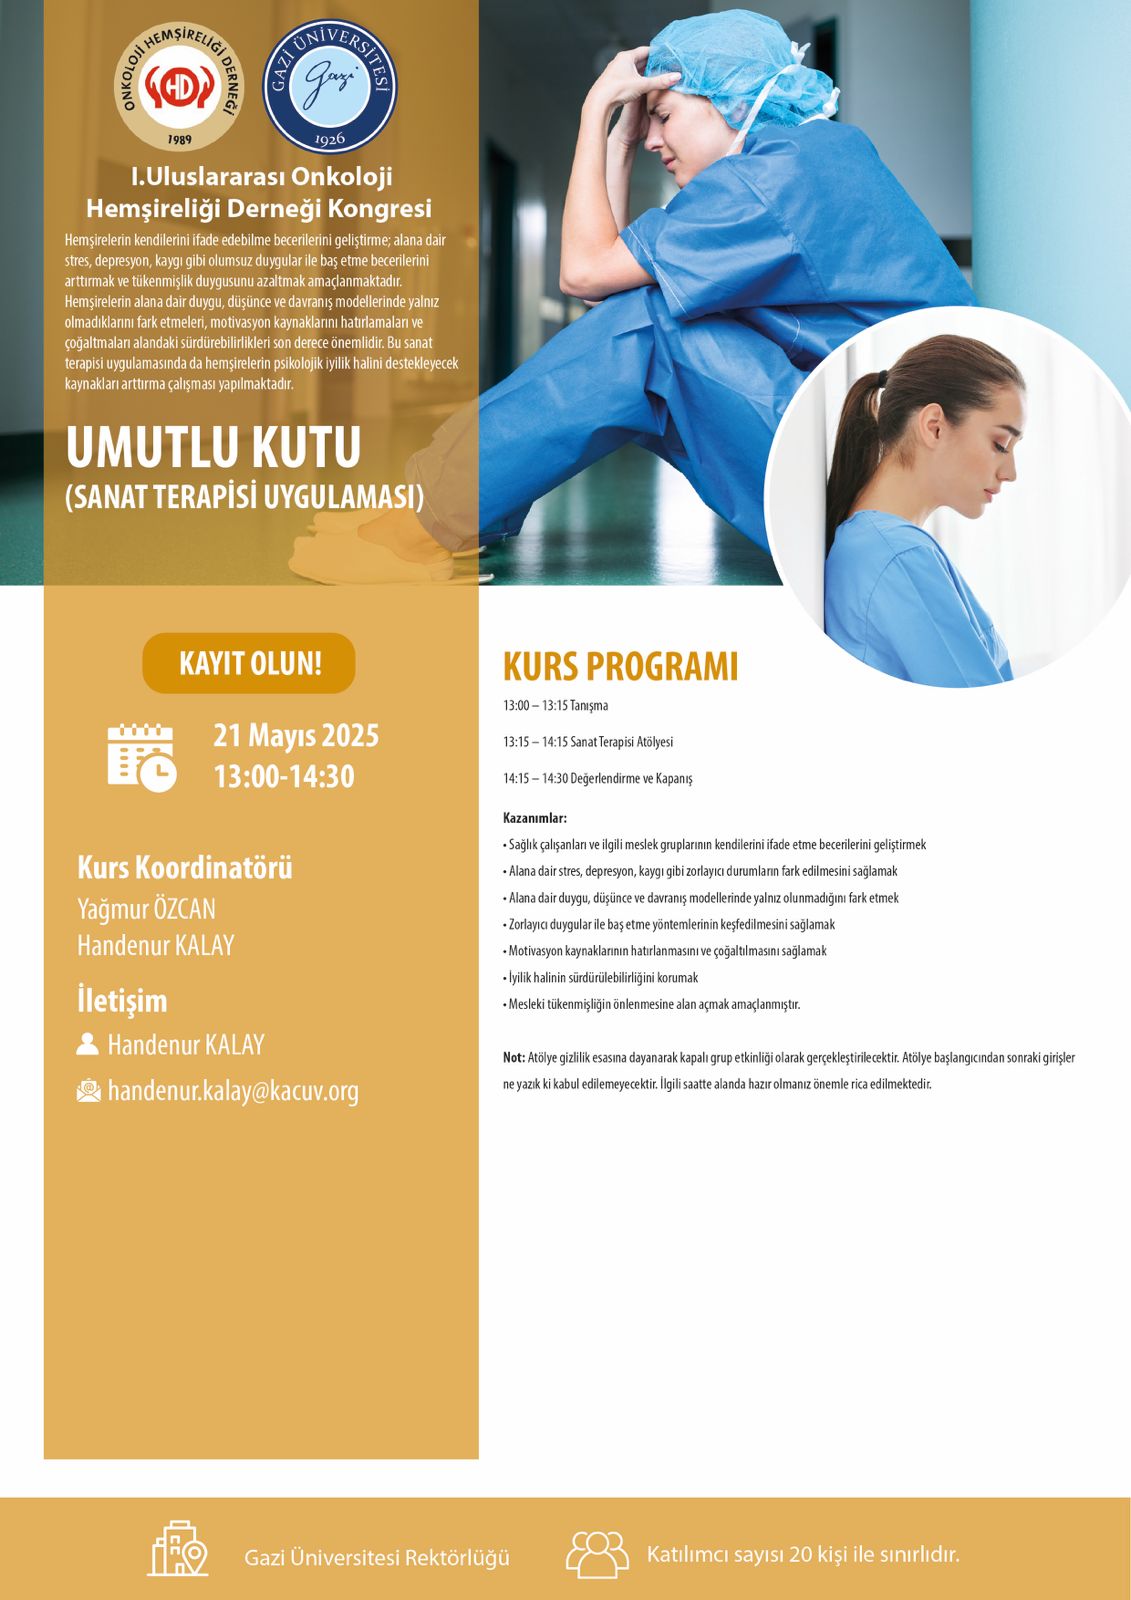 ONKOLOJİ HEMŞİRELİĞİ DERNEĞİ
HD
1989
GAZİ ÜNİVERSİTESİ
gazi
1926
I.Uluslararası Onkoloji
Hemşireliği Derneği Kongresi
Hemşirelerin kendilerini ifade edebilme becerilerini geliştirme; alana dair
stres, depresyon, kaygı gibi olumsuz duygular ile baş etme becerilerini
arttırmak ve tükenmişlik duygusunu azaltmak amaçlanmaktadır.
Hemşirelerin alana dair duygu, düşünce ve davranış modellerinde yalnız
olmadıklarını fark etmeleri, motivasyon kaynaklarını hatırlamaları ve
çoğaltmaları alandaki sürdürebilirlikleri son derece önemlidir. Bu sanat
terapisi uygulamasında da hemşirelerin psikolojik iyilik halini destekleyecek
kaynakları arttırma çalışması yapılmaktadır.
UMUTLU KUTU
(SANAT TERAPİSİ UYGULAMASI)
KAYIT OLUN!
21 Mayıs 2025
13:00-14:30
Kurs Koordinatörü
Yağmur ÖZCAN
Handenur KALAY
İletişim
Handenur KALAY
handenur.kalay@kacuv.org
KURS PROGRAMI
13:00 – 13:15 Tanışma
13:15 – 14:15 Sanat Terapisi Atölyesi
14:15 – 14:30 Değerlendirme ve Kapanış
Kazanımlar:
• Sağlık çalışanları ve ilgili meslek gruplarının kendilerini ifade etme becerilerini geliştirmek
• Alana dair stres, depresyon, kaygı gibi zorlayıcı durumların fark edilmesini sağlamak
• Alana dair duygu, düşünce ve davranış modellerinde yalnız olunmadığını fark etmek
• Zorlayıcı duygular ile baş etme yöntemlerinin keşfedilmesini sağlamak
• Motivasyon kaynaklarının hatırlanmasını ve çoğaltılmasını sağlamak
• İyilik halinin sürdürülebilirliğini korumak
• Mesleki tükenmişliğin önlenmesine alan açmak amaçlanmıştır.
Not: Atölye gizlilik esasına dayanarak kapalı grup etkinliği olarak gerçekleştirilecektir. Atölye başlangıcından sonraki girişler
ne yazık ki kabul edilemeyecektir. İlgili saatte alanda hazır olmanız önemle rica edilmektedir.
Gazi Üniversitesi Rektörlüğü
Katılımcı sayısı 20 kişi ile sınırlıdır.